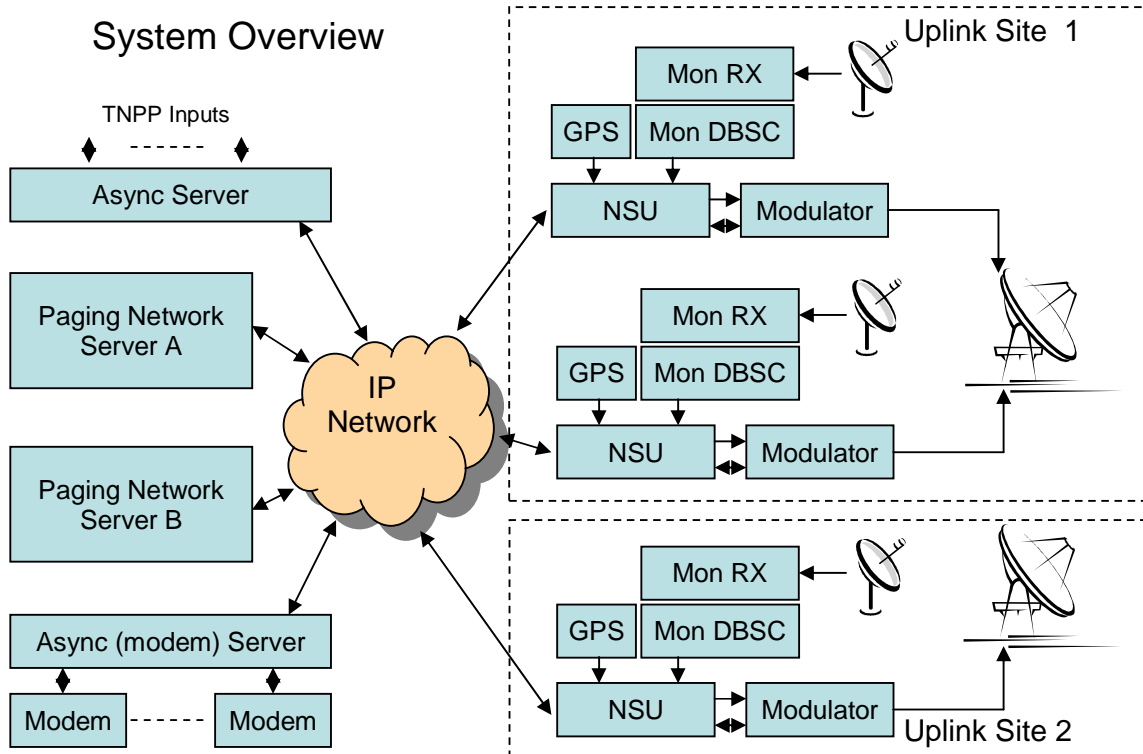 System Overview
TNPP Inputs
Async Server
Paging Network
Server A
Paging Network
Server B
Async (modem) Server
Modem
Modem
IP
Network
Uplink Site 1
Mon RX
GPS
Mon DBSC
NSU
Modulator
Mon RX
GPS
Mon DBSC
NSU
Modulator
Mon RX
GPS
Mon DBSC
NSU
Modulator
Uplink Site 2